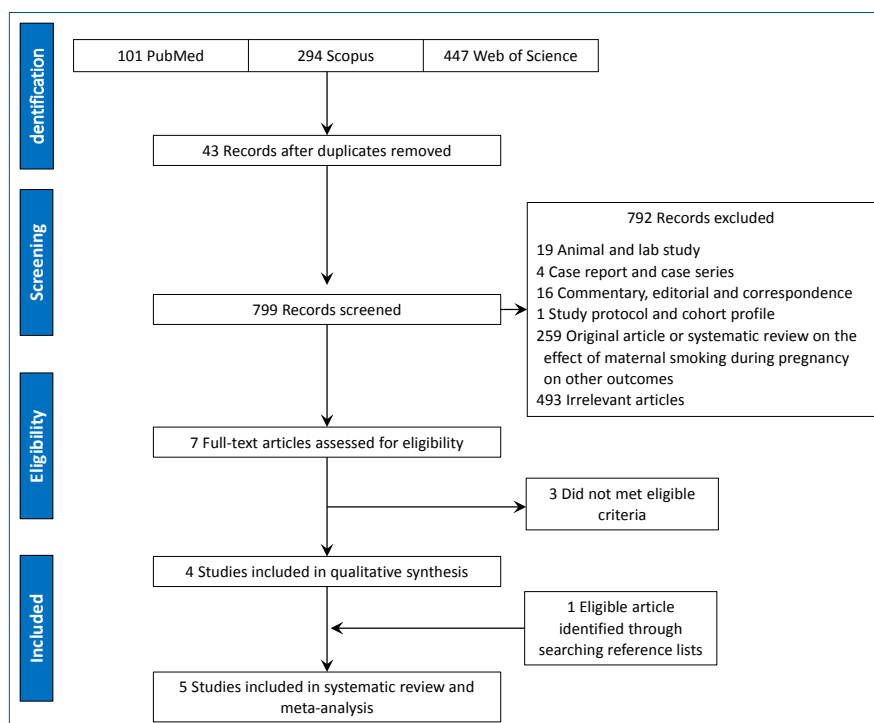 dentification
101 PubMed
294 Scopus
447 Web of Science
43 Records after duplicates removed
Screening
792 Records excluded
19 Animal and lab study
4 Case report and case series
16 Commentary, editorial and correspondence
1 Study protocol and cohort profile
259 Original article or systematic review on the
effect of maternal smoking during pregnancy
on other outcomes
493 Irrelevant articles
799 Records screened
Eligibility
7 Full-text articles assessed for eligibility
3 Did not met eligible
criteria
Included
4 Studies included in qualitative synthesis
1 Eligible article
identified through
searching reference lists
5 Studies included in systematic review and
meta-analysis